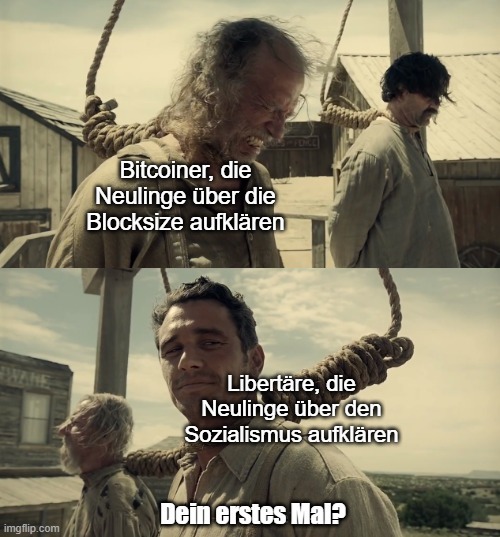 Bitcoiner, die
Neulinge über die
Blocksize aufklären
Libertäre, die
Neulinge über den
Sozialismus aufklären
Dein erstes Mal?
imgflip.com